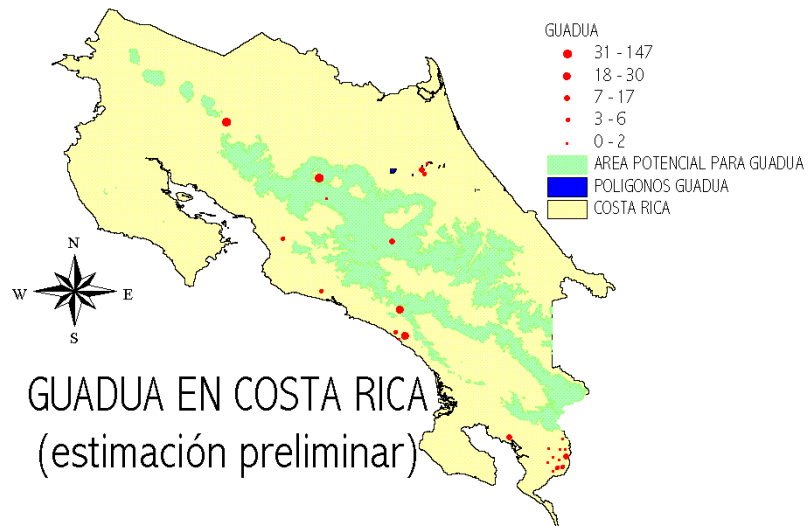 GUADUA
31 - 147
18 - 30
7 - 17
3 - 6
0 - 2
AREA POTENCIAL PARA GUADUA
POLIGONOS GUADUA
COSTA RICA
N
W E
S
GUADUA EN COSTA RICA
(estimación preliminar)